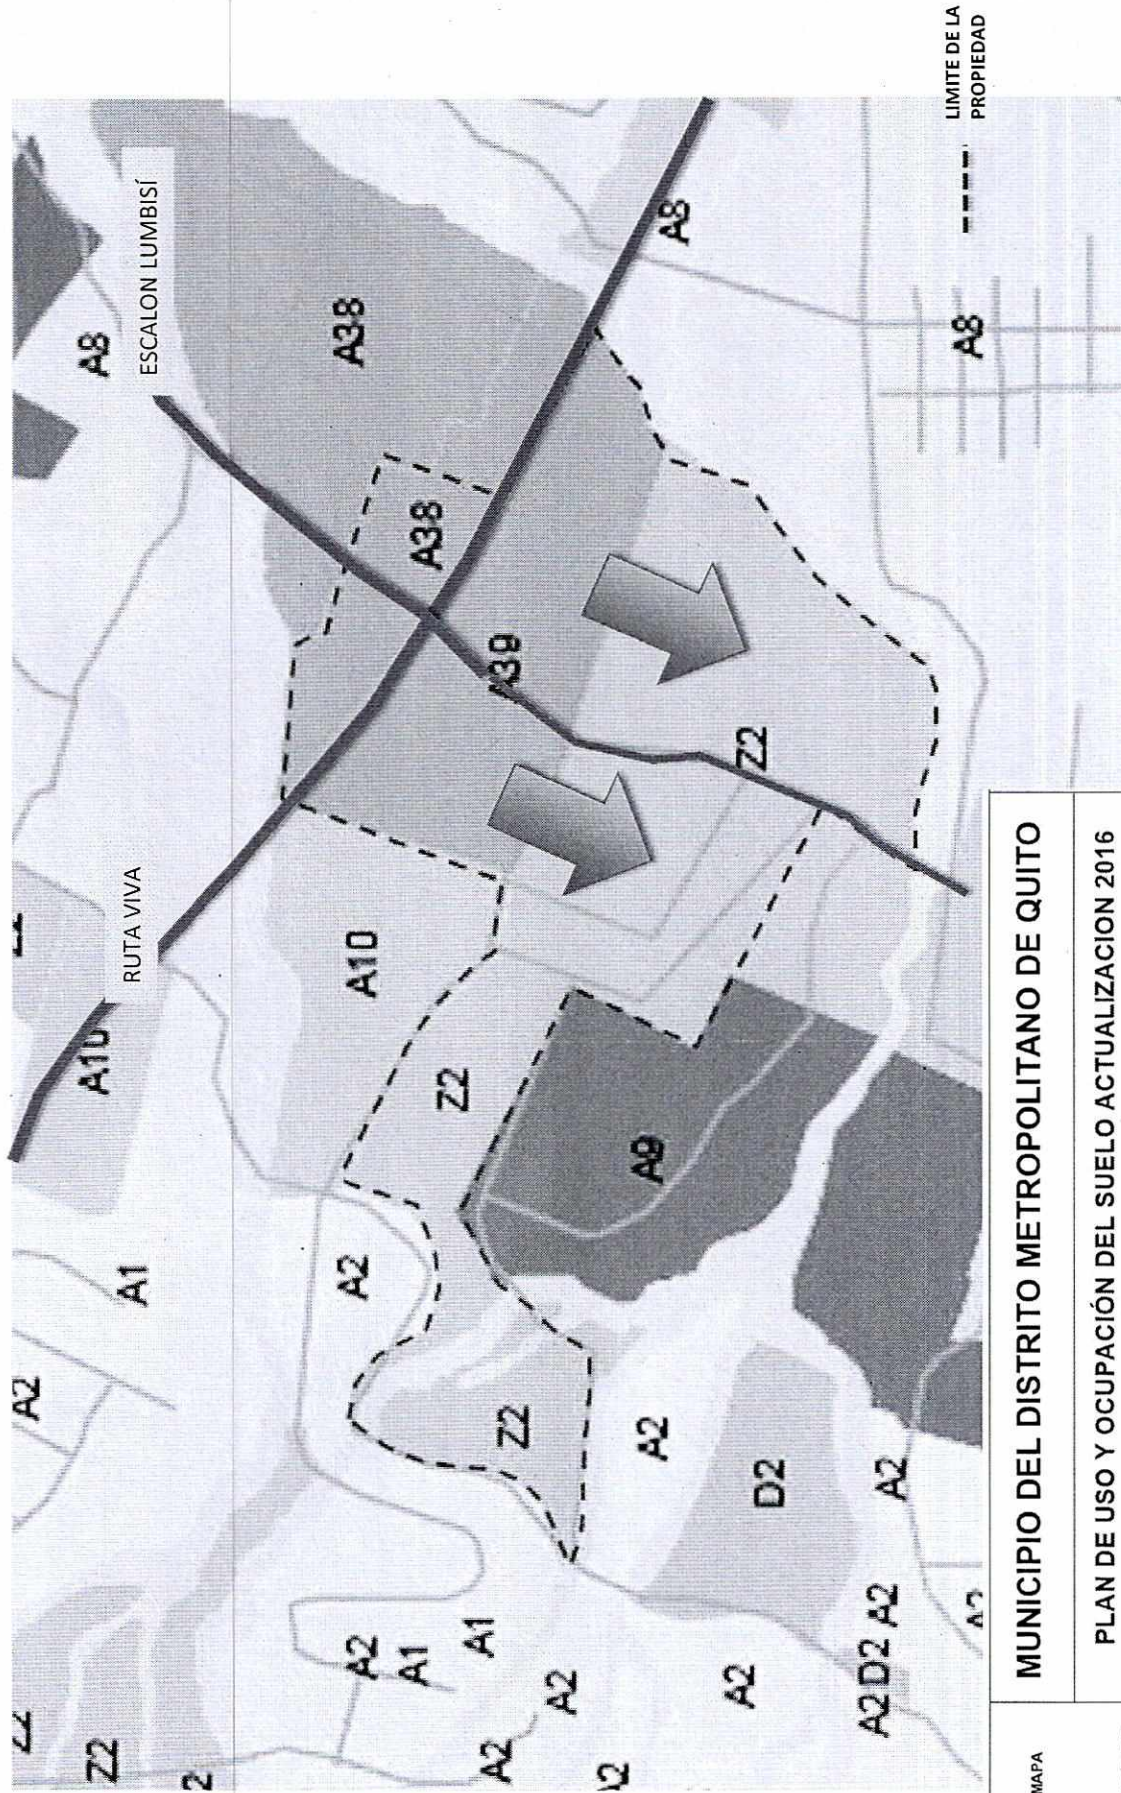 A2
Z2
A1
A10
RUTA VIVA
A8
ESCALON LUMBISÍ
A2
A2
A10
A38
A1
Z2
A38
A1
A2
Z2
A39
A2
A2
A9
A8
A2
D2
Z2
A2 D2 A2
A2
A8
LIMITE DE LA
PROPIEDAD
MAPA
MUNICIPIO DEL DISTRITO METROPOLITANO DE QUITO
PLAN DE USO Y OCUPACIÓN DEL SUELO ACTUALIZACION 2016